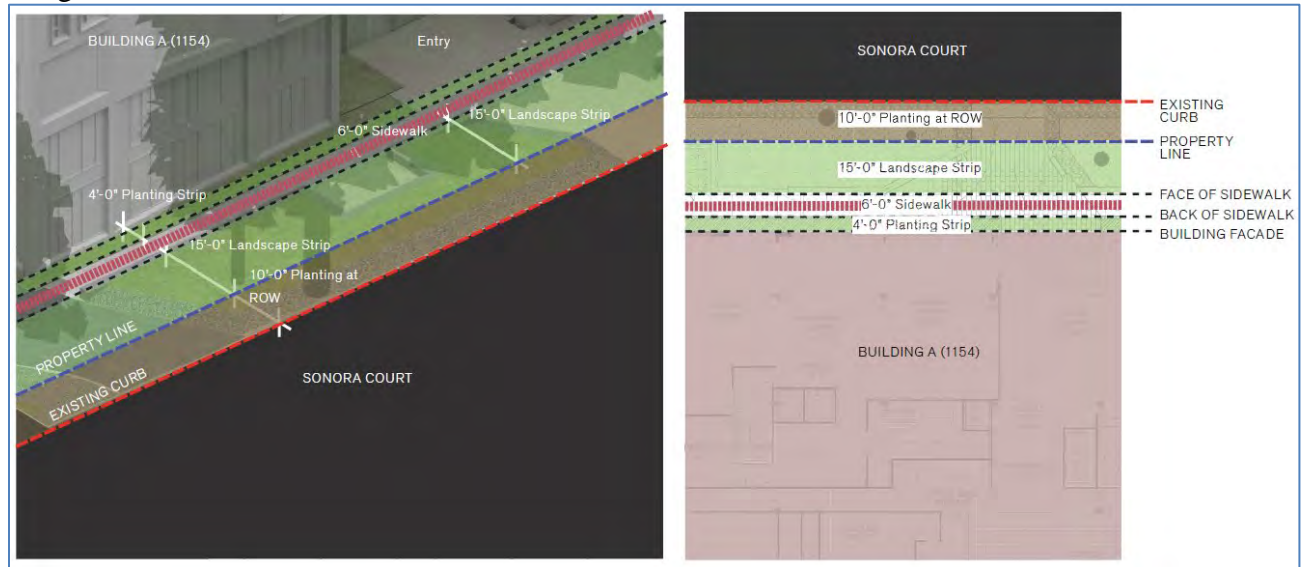 BUILDING A (1154)
Entry
15'-0" Landscape Strip
6'-0" Sidewalk
4'-0" Planting Strip
15'-0" Landscape Strip
10'-0" Planting at
ROW
PROPERTY LINE
EXISTING CURB
SONORA COURT
SONORA COURT
10'-0" Planting at ROW
15'-0" Landscape Strip
6'-0" Sidewalk
4'-0" Planting Strip
BUILDING A (1154)
EXISTING
CURB
PROPERTY
LINE
FACE OF SIDEWALK
BACK OF SIDEWALK
BUILDING FACADE